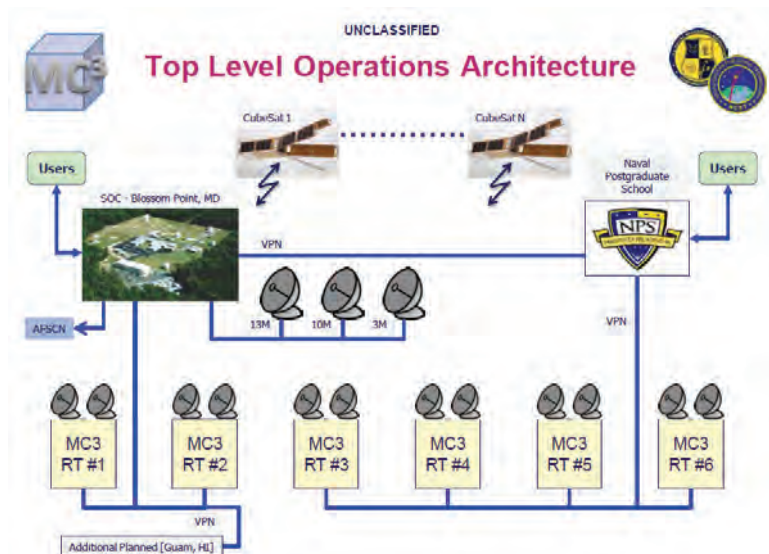 UNCLASSIFIED
MC3
Top Level Operations Architecture
CubeSat 1
CubeSat N
Users
SOC - Blossom Point, MD
Naval
Postgraduate
School
Users
NPS
VPN
AFSCN
13M
10M
3M
VPN
MC3
RT #1
MC3
RT #2
MC3
RT #3
MC3
RT #4
MC3
RT #5
MC3
RT #6
VPN
Additional Planned [Guam, HI]